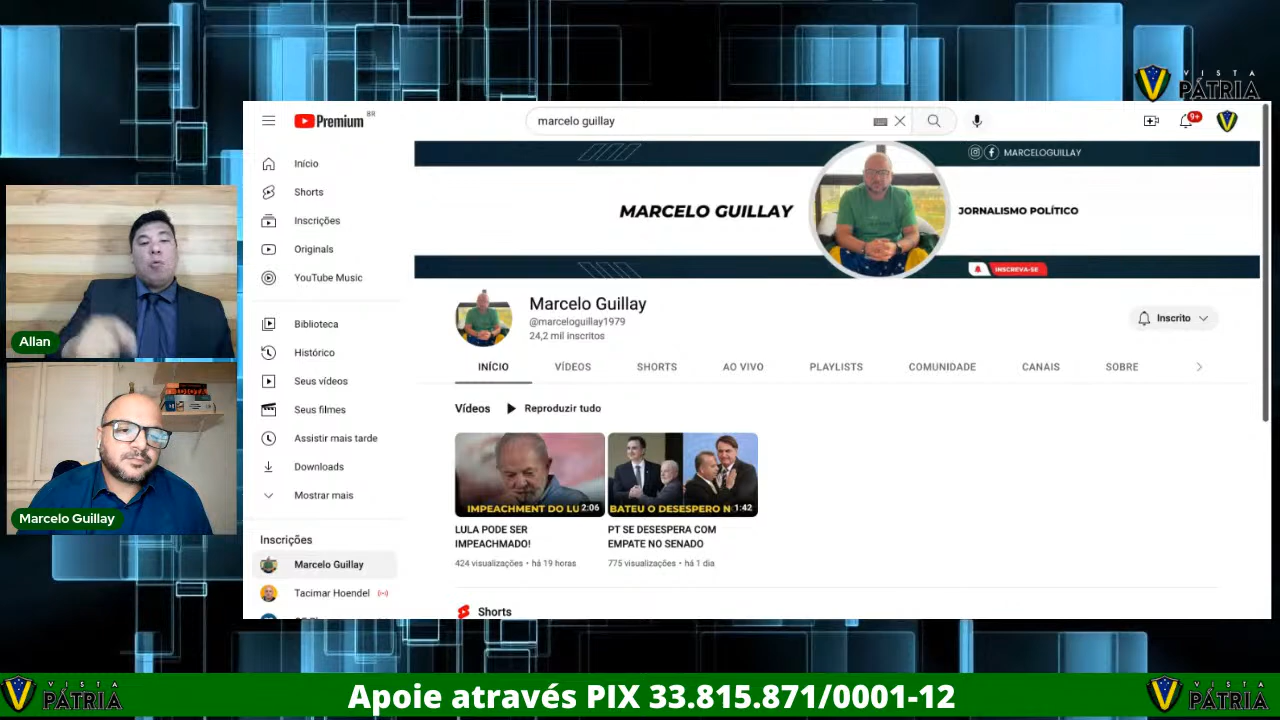 VISTA
PÁTRIA
Premium
BR
marcelo guillay
9+
Início
Shorts
Inscrições
Originals
YouTube Music
Biblioteca
Histórico
Seus vídeos
Seus filmes
Assistir mais tarde
Downloads
Mostrar mais
Inscrições
Marcelo Guillay
Tacimar Hoendel
MARCELOGUILLAY
MARCELO GUILLAY
JORNALISMO POLÍTICO
INSCREVA-SE
Marcelo Guillay
@marceloguillay1979
24,2 mil inscritos
Inscrito
INÍCIO
VÍDEOS
SHORTS
AO VIVO
PLAYLISTS
COMUNIDADE
CANAIS
SOBRE
Vídeos
Reproduzir tudo
IMPEACHMENT DO LU
2:06
BATEU O DESESPERO N
1:42
LULA PODE SER
IMPEACHMADO!
424 visualizações • há 19 horas
PT SE DESESPERA COM
EMPATE NO SENADO
775 visualizações • há 1 dia
Shorts
Allan
IDIOTA
Marcelo Guillay
VISTA
PÁTRIA
Apoie através PIX 33.815.871/0001-12
VISTA
PÁTRIA